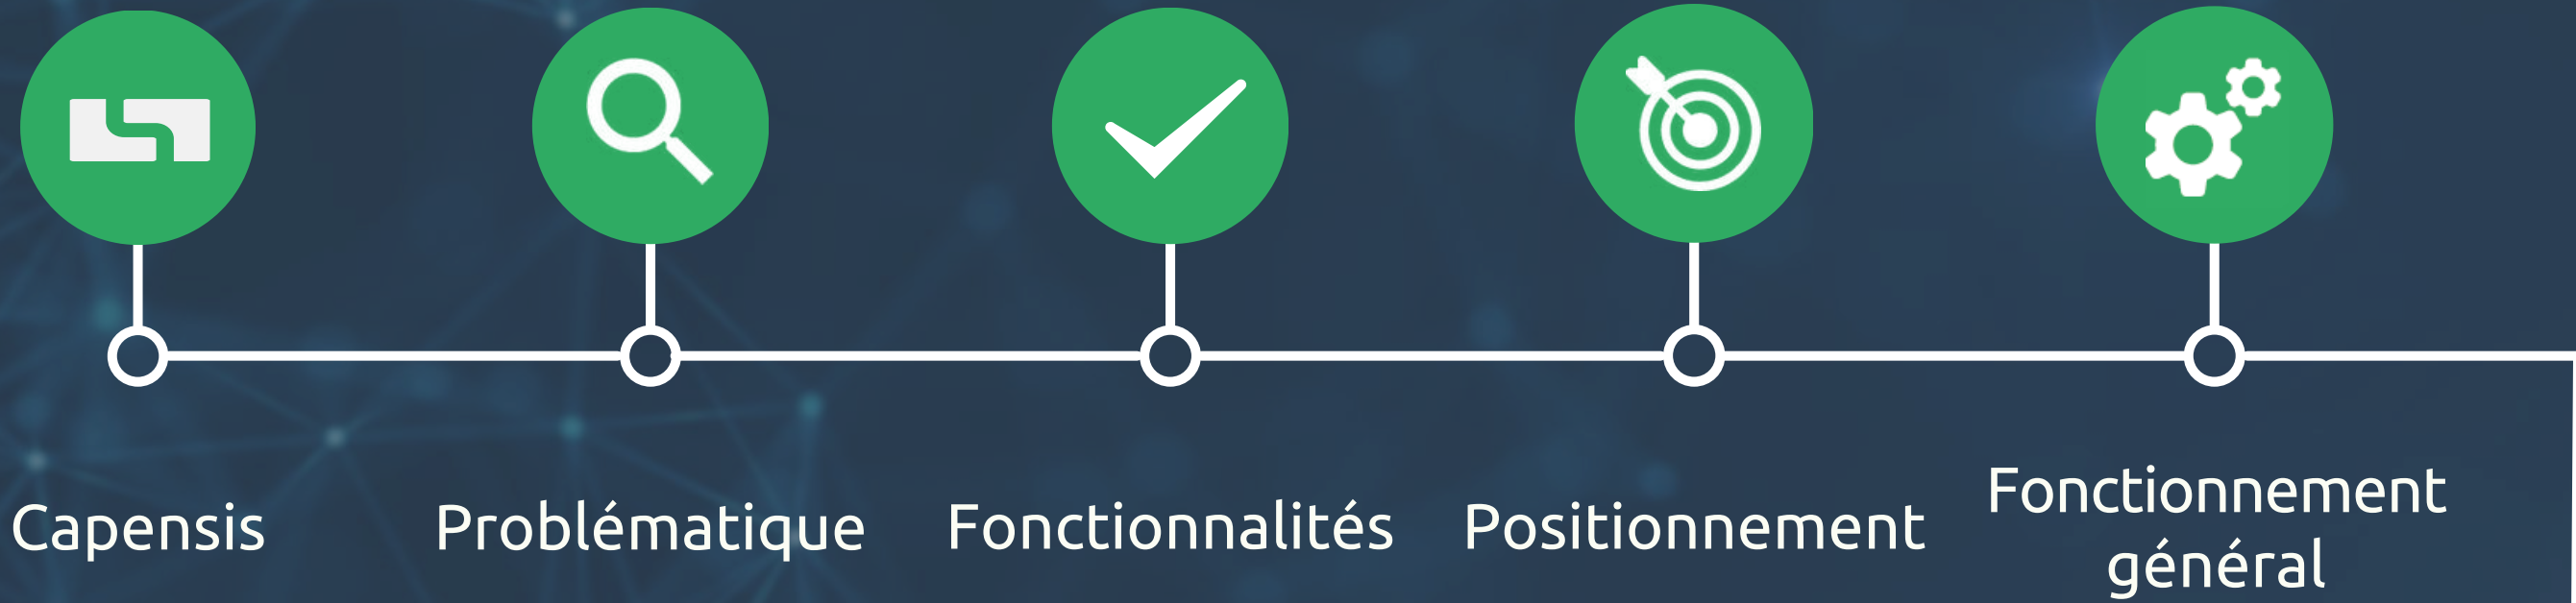 Capensis
Problématique
Fonctionnalités
Positionnement
Fonctionnement
général